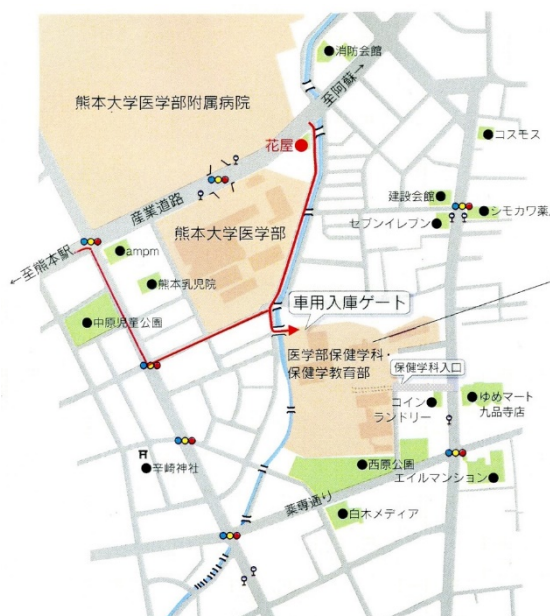 消防会館
至阿蘇→
熊本大学医学部附属病院
花屋
コスモス
産業道路
建設会館
シモカワ薬局
セブンイレブン
熊本大学医学部
←至熊本駅
ampm
熊本乳児院
車用入庫ゲート
中原児童公園
医学部保健学科・
保健学教育部
保健学科入口
コイン
ランドリー
ゆめマート
九品寺店
辛崎神社
西原公園
エイルマンション
薬専通り
白木メディア